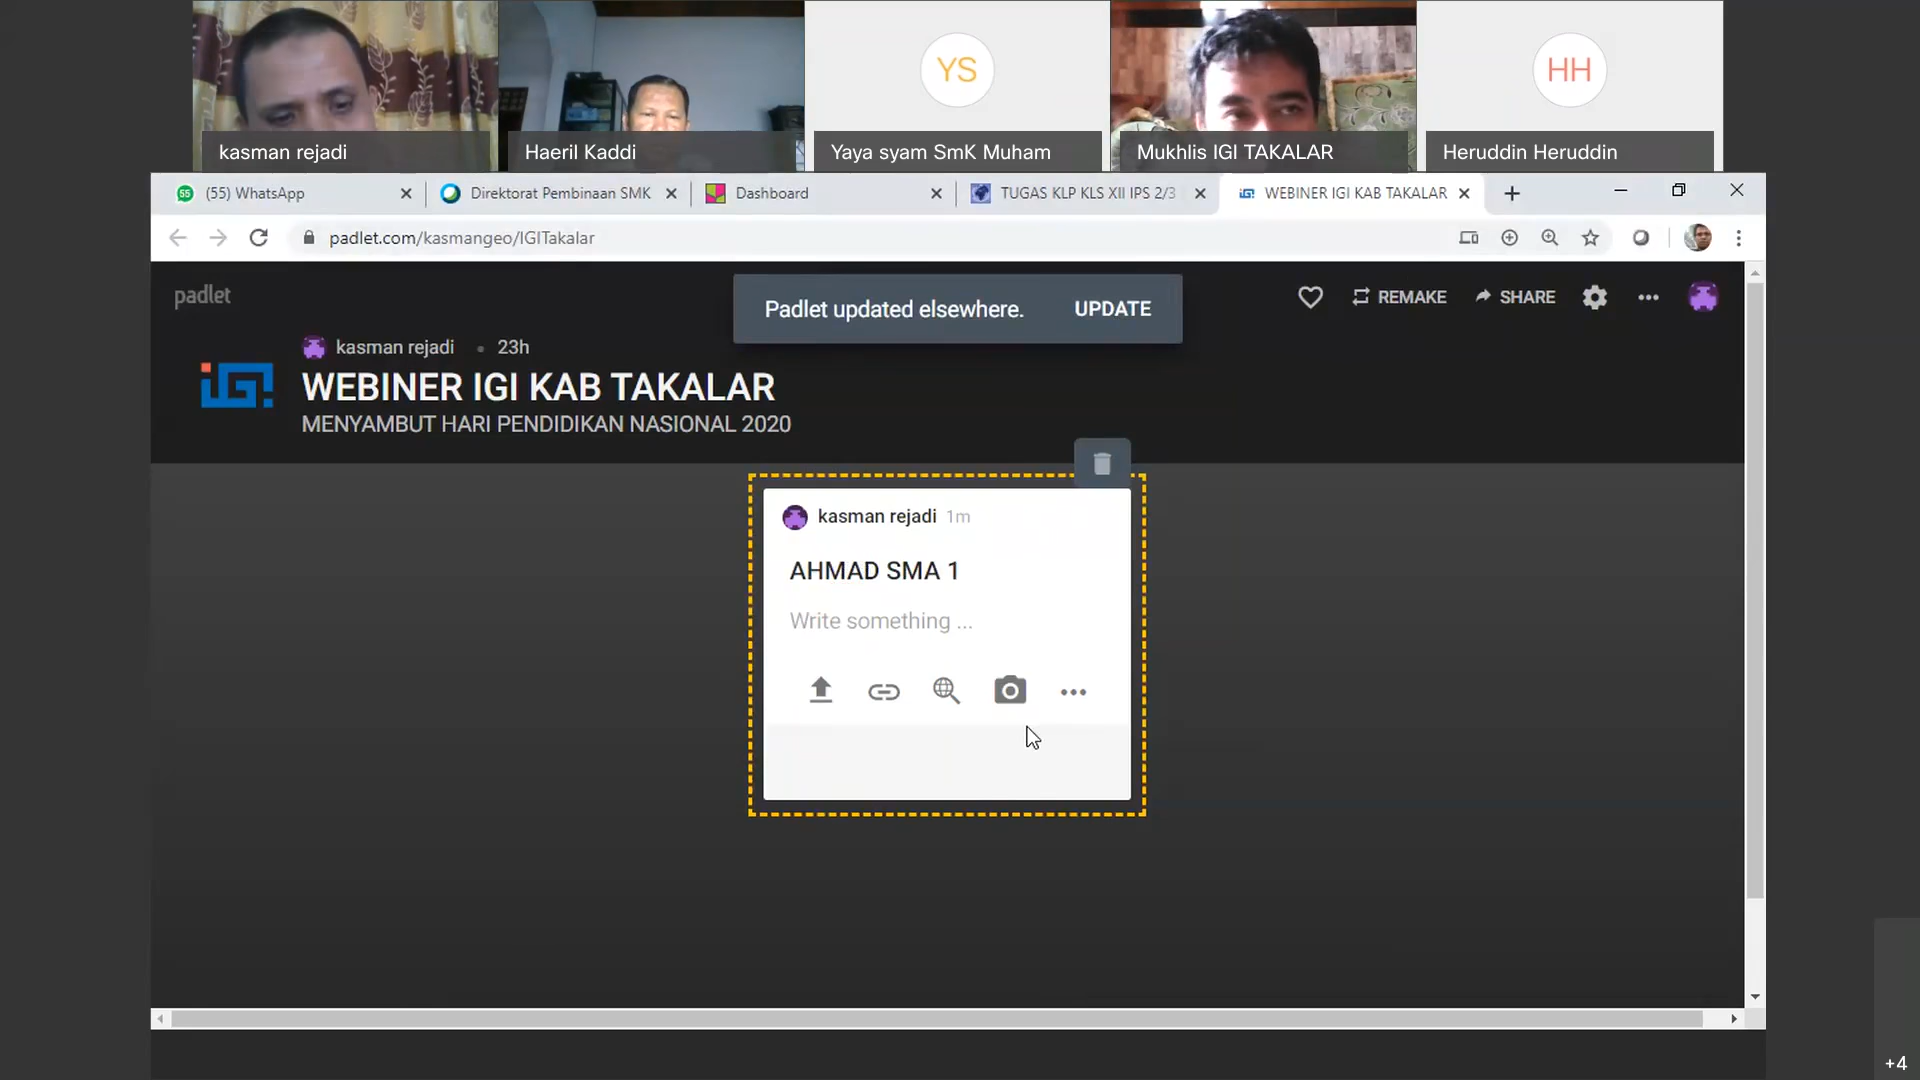 YS
HH
kasman rejadi
Haeril Kaddi
Yaya syam SmK Muham
Mukhlis IGI TAKALAR
Heruddin Heruddin
55
(55) WhatsApp
Direktorat Pembinaan SMK
Dashboard
TUGAS KLP KLS XII IPS 2/3
iGi
WEBINER IGI KAB TAKALAR
padlet.com/kasmangeo/IGITakalar
padlet
Padlet updated elsewhere.
UPDATE
REMAKE
SHARE
kasman rejadi • 23h
iGi
WEBINER IGI KAB TAKALAR
MENYAMBUT HARI PENDIDIKAN NASIONAL 2020
kasman rejadi 1m
AHMAD SMA 1
Write something ...
+4